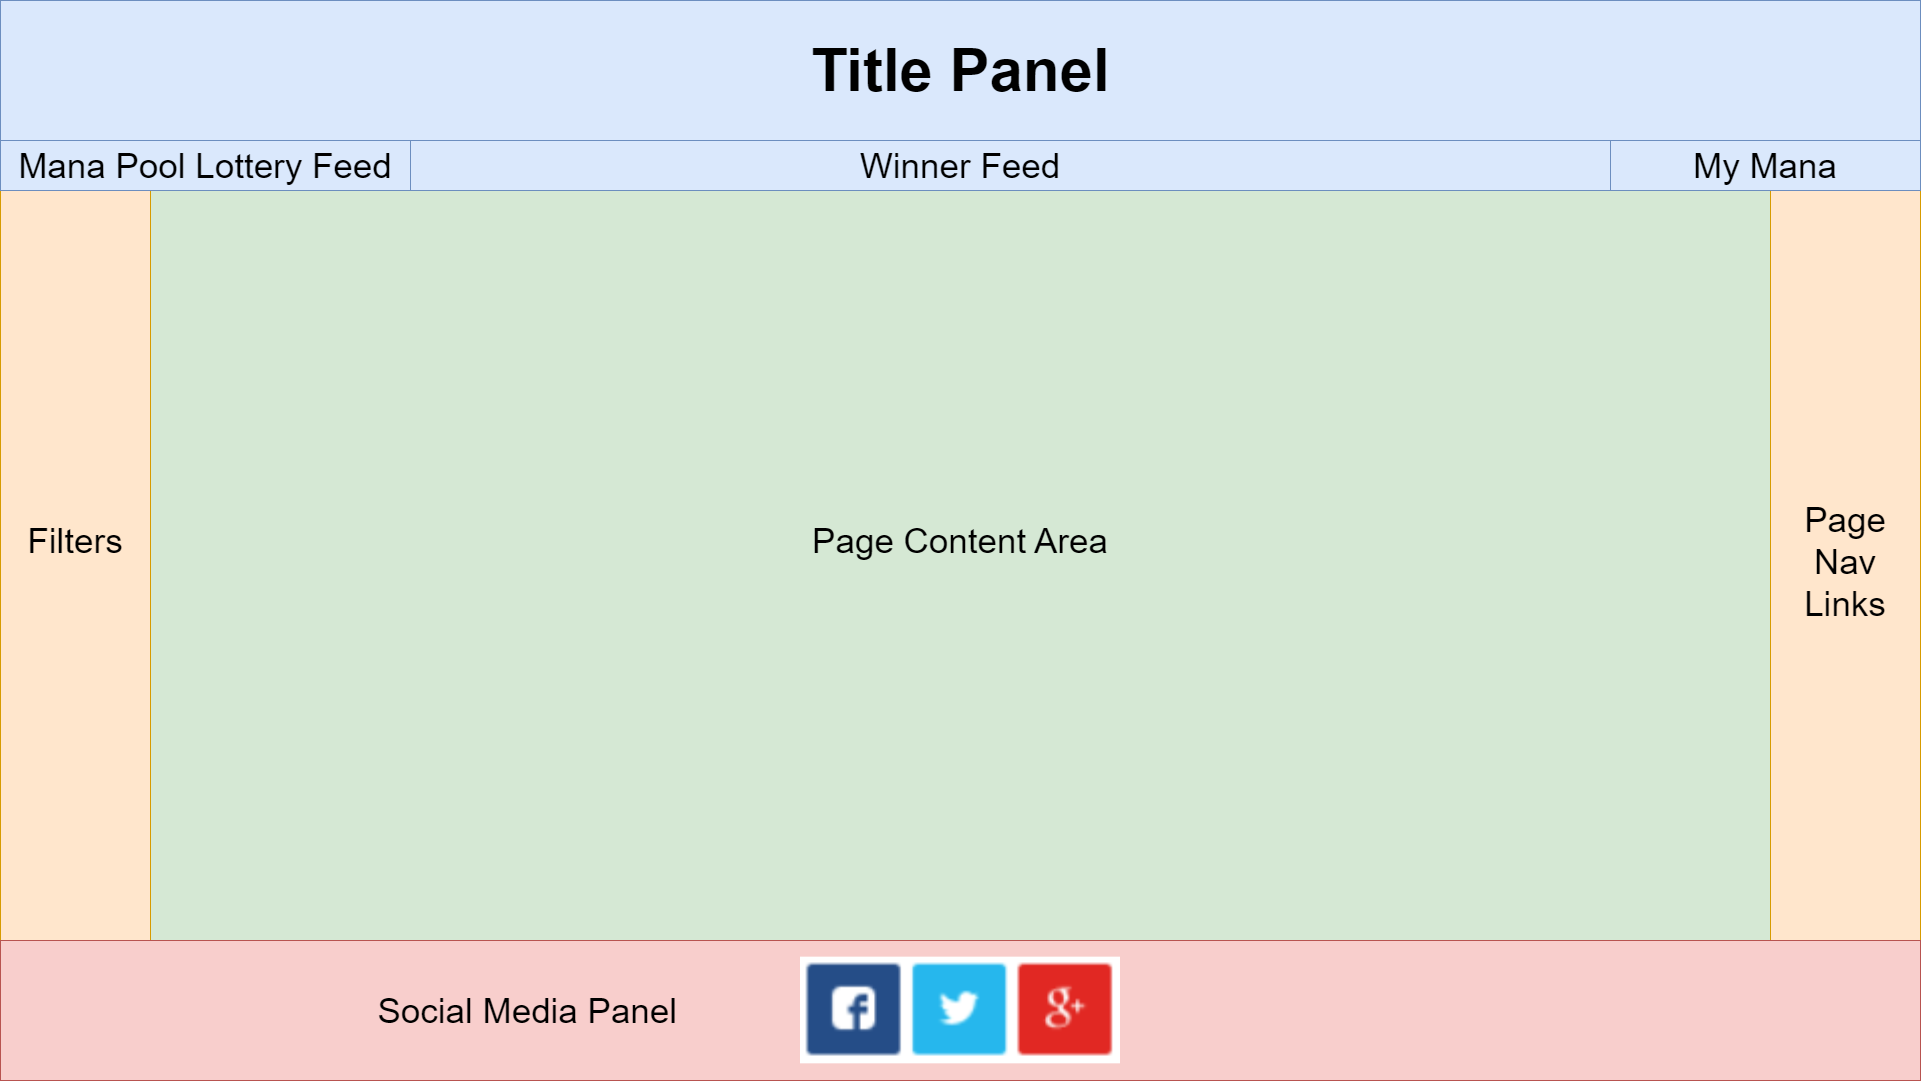 Title Panel
Mana Pool Lottery Feed
Winner Feed
My Mana
Filters
Page Content Area
Page
Nav
Links
Social Media Panel
f
g+